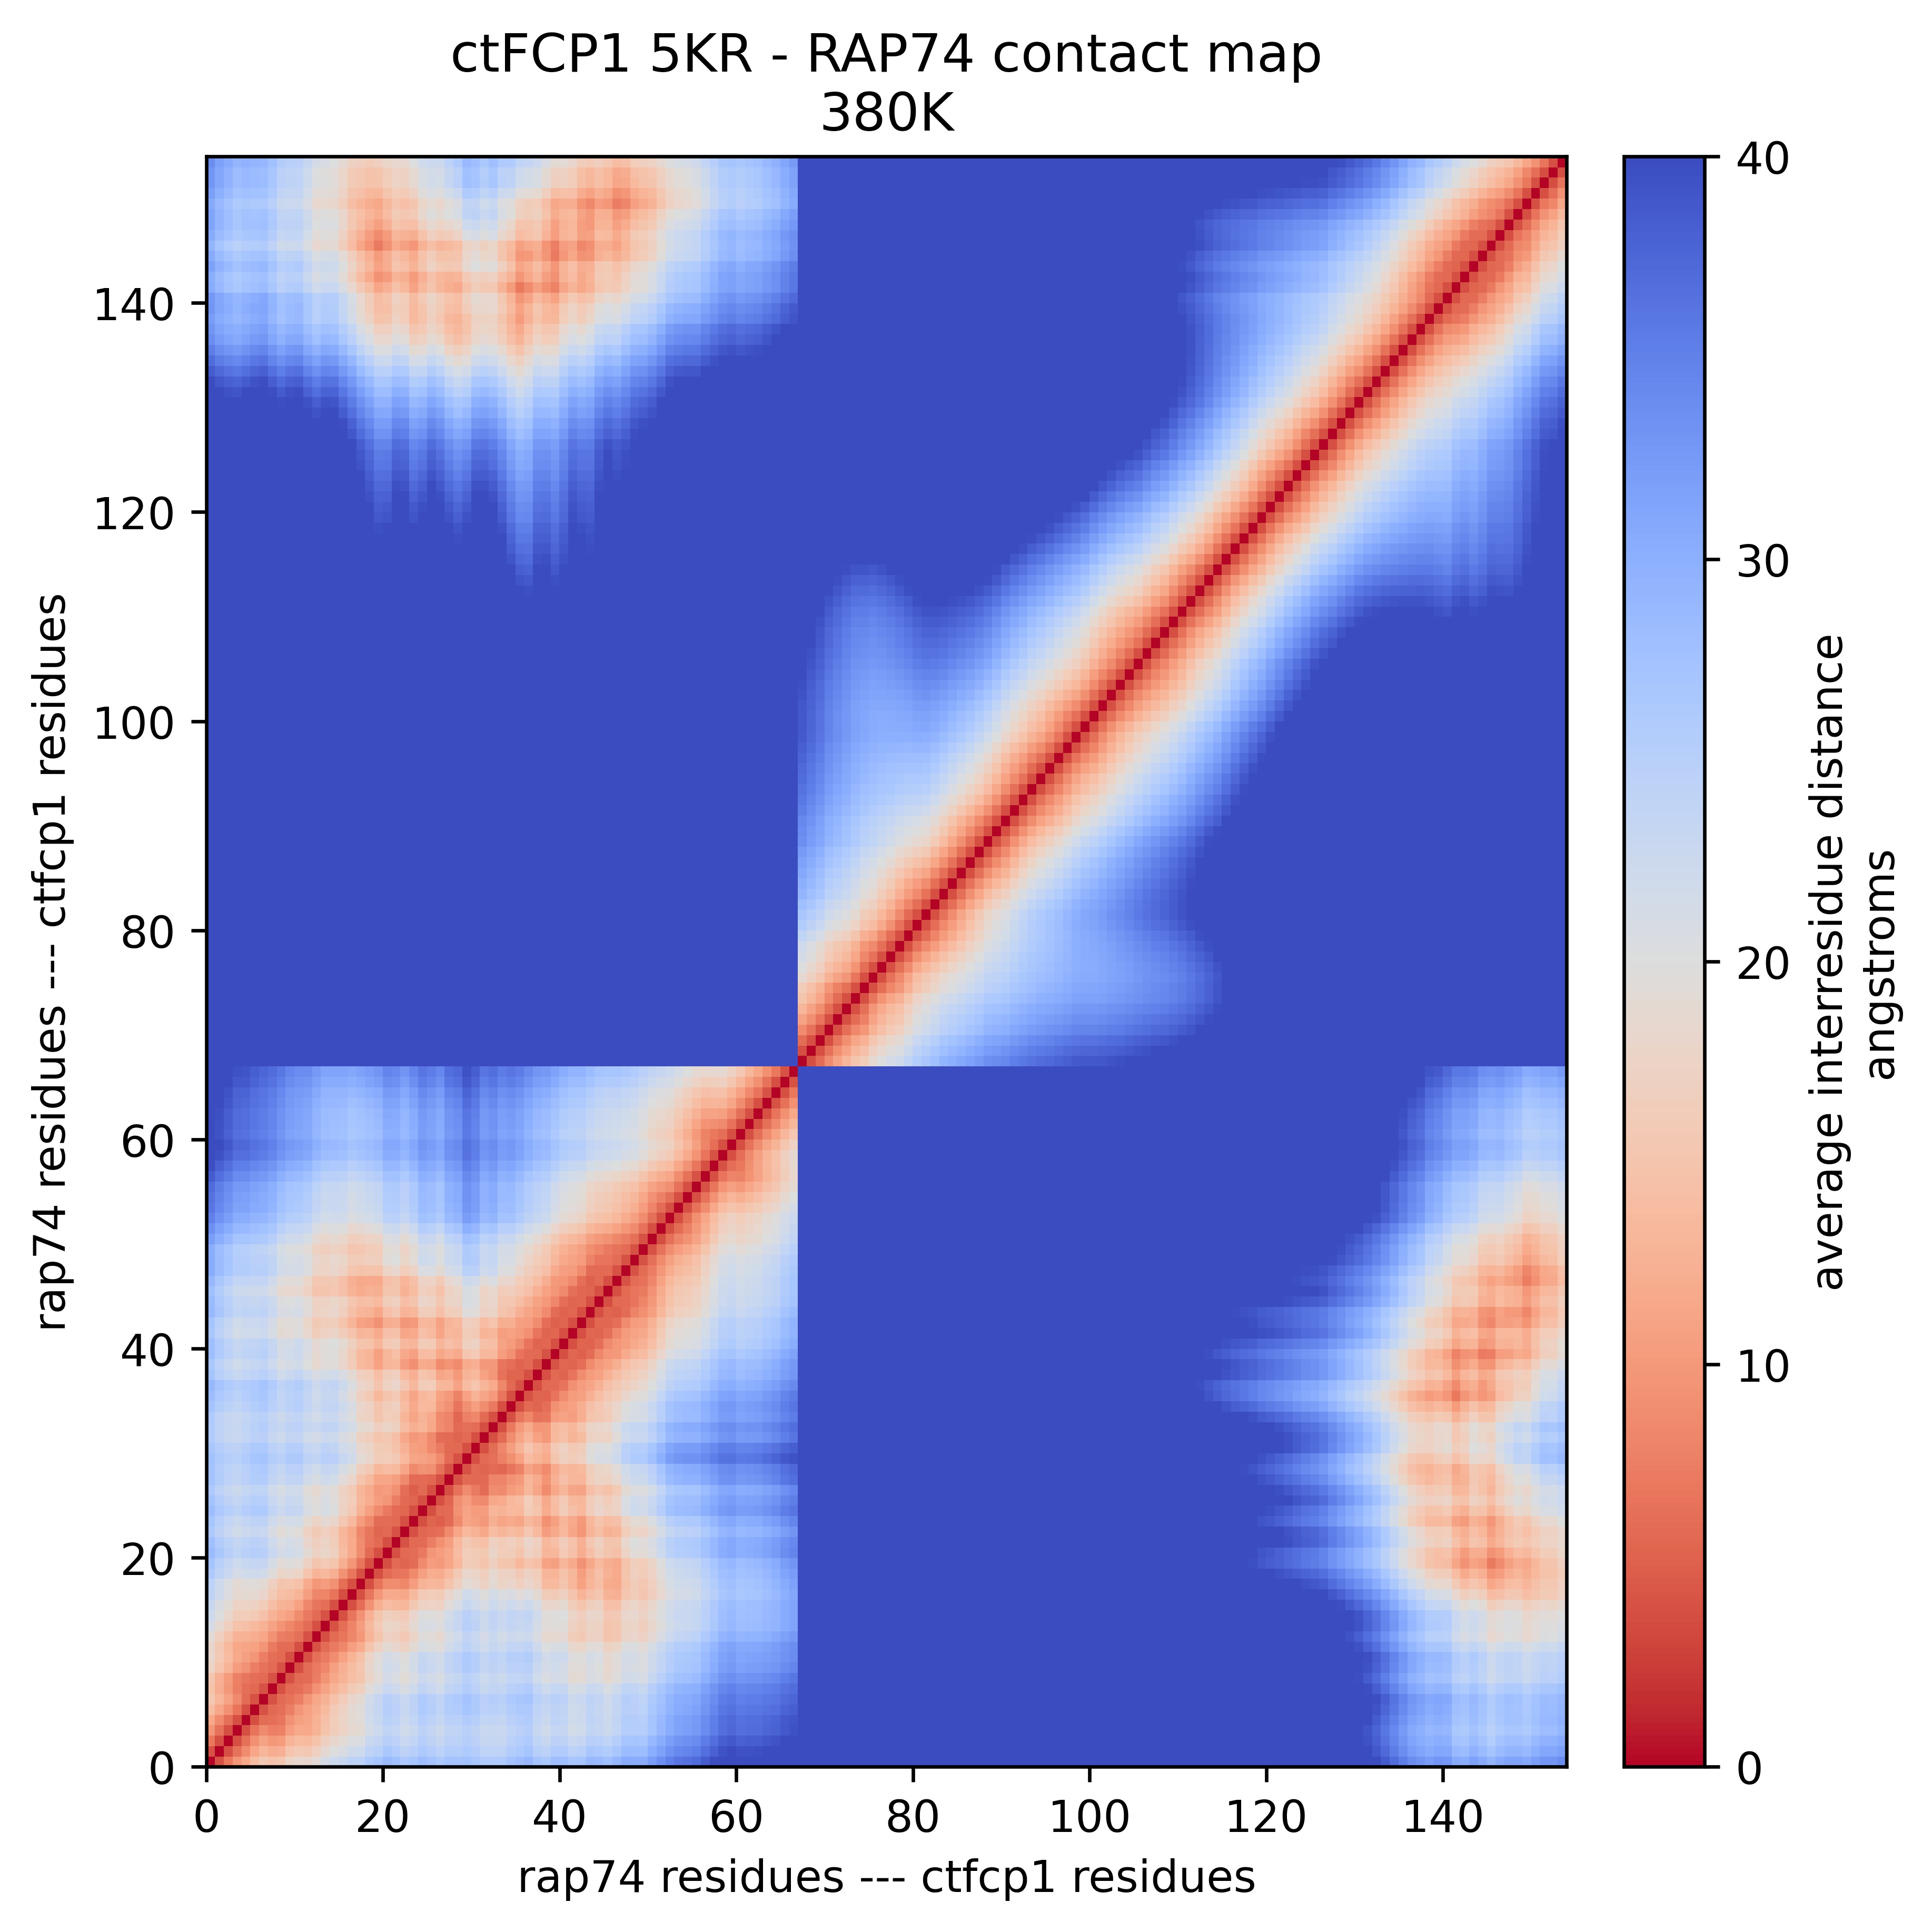 ctFCP1 5KR - RAP74 contact map
380K
rap74 residues --- ctfcp1 residues
140
120
100
80
60
40
20
0
0 20 40 60 80 100 120 140
rap74 residues --- ctfcp1 residues
40
30
20
10
0
average interresidue distance
angstroms